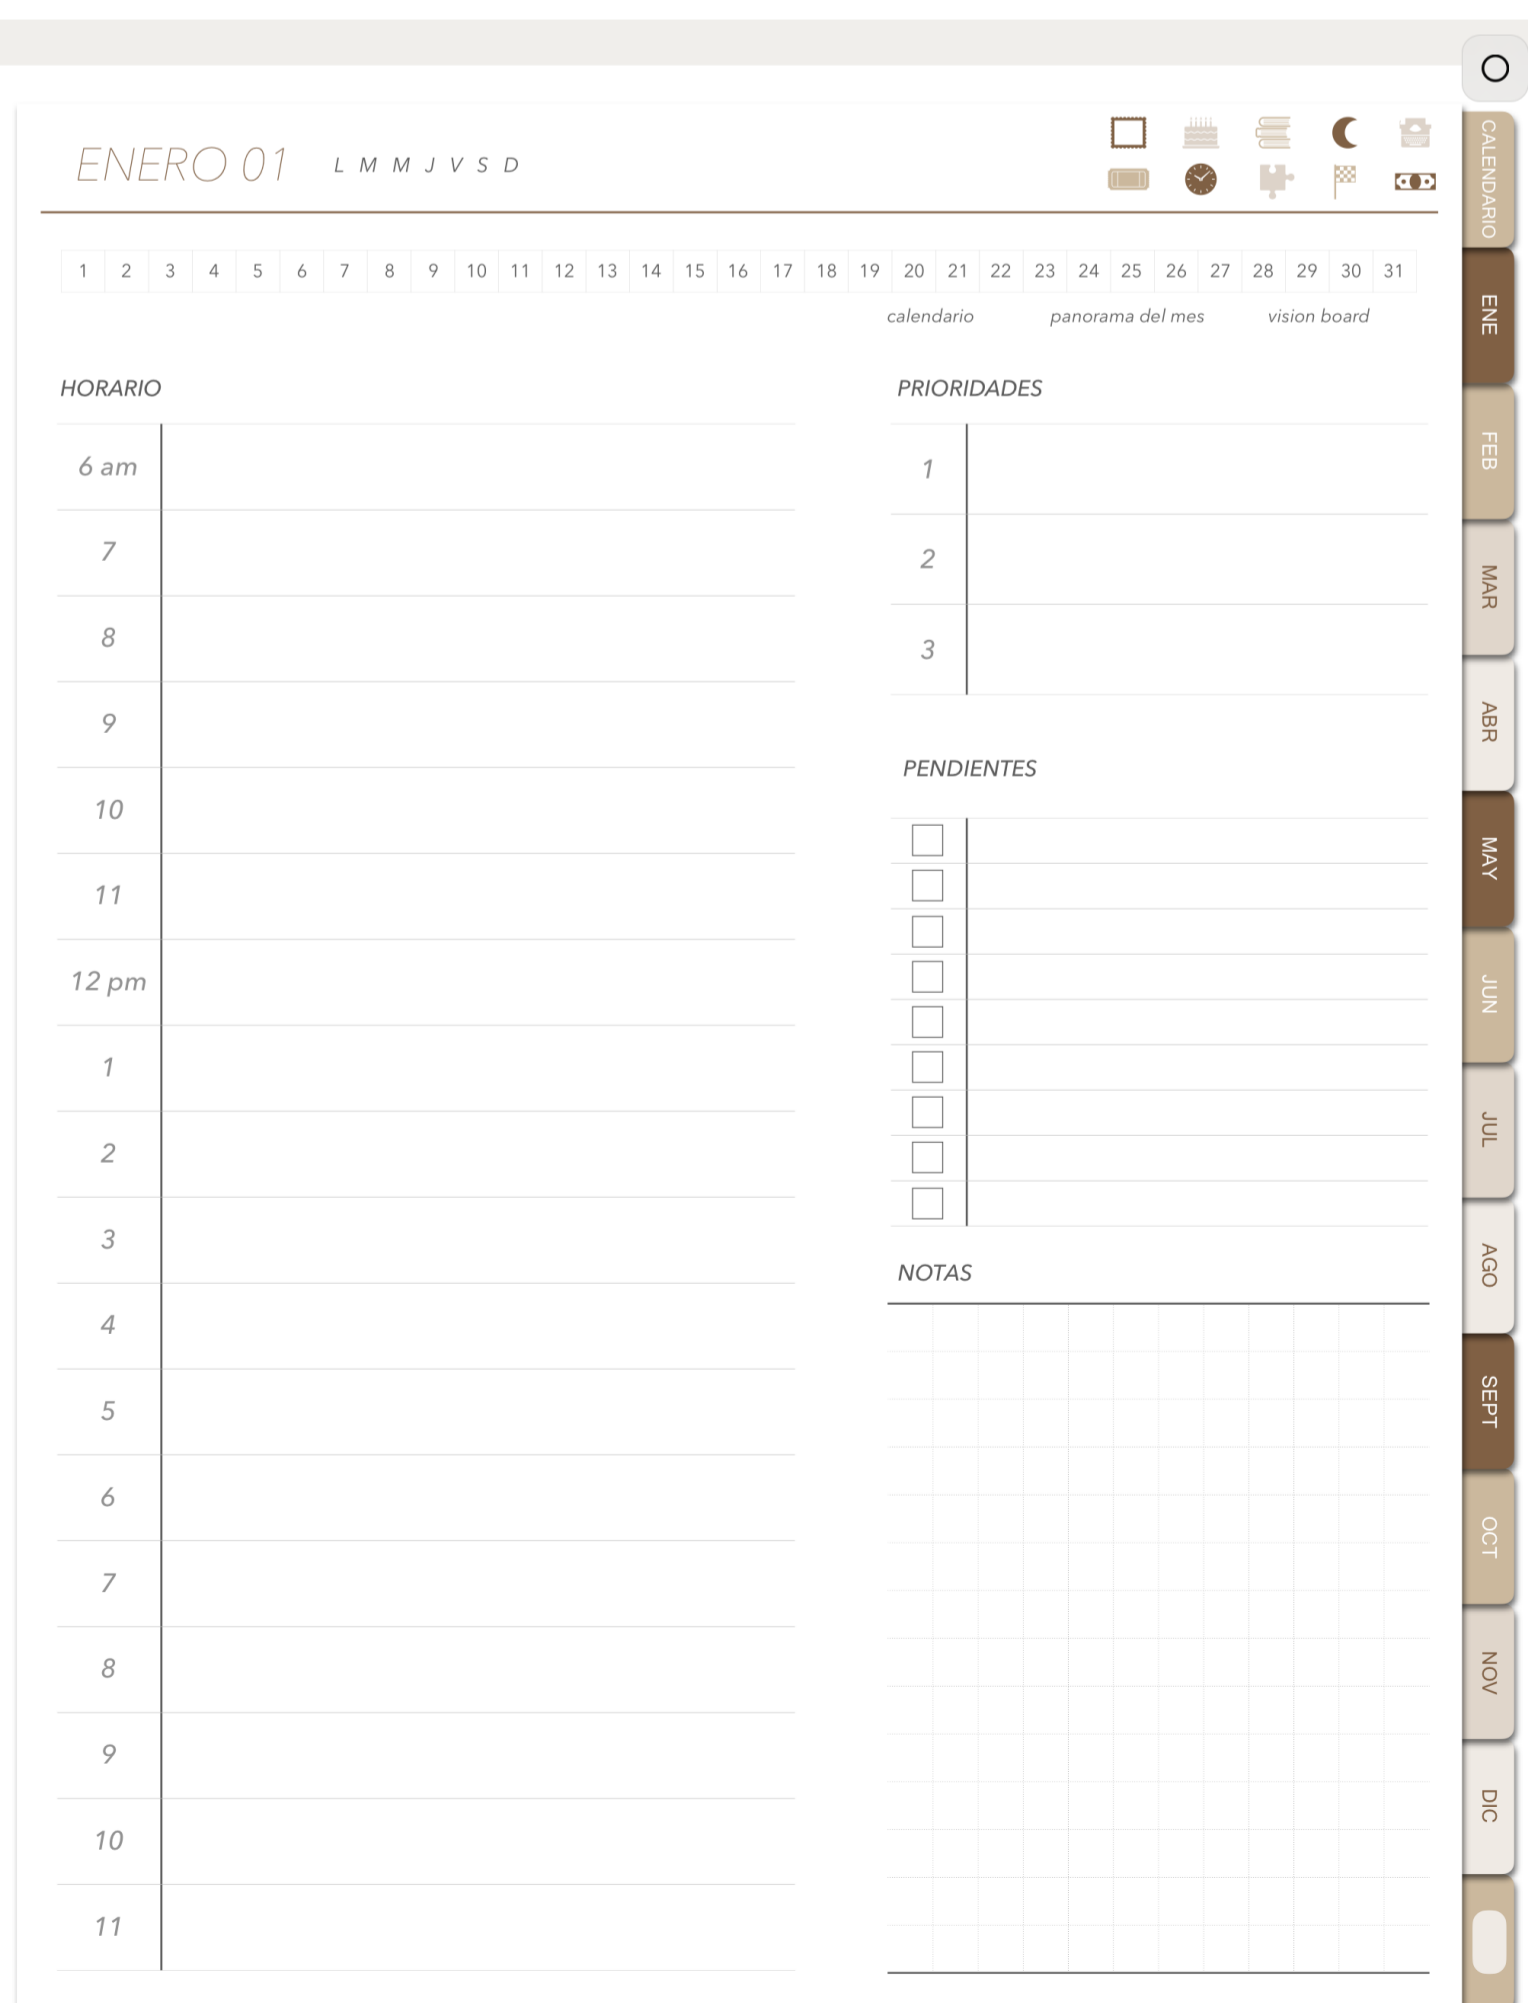 ENERO 01 L M M J V S D
1 2 3 4 5 6 7 8 9 10 11 12 13 14 15 16 17 18 19 20 21 22 23 24 25 26 27 28 29 30 31
calendario panorama del mes vision board
HORARIO
6 am
7
8
9
10
11
12 pm
1
2
3
4
5
6
7
8
9
10
11
PRIORIDADES
1
2
3
PENDIENTES
NOTAS
CALENDARIO
ENE
FEB
MAR
ABR
MAY
JUN
JUL
AGO
SEPT
OCT
NOV
DIC